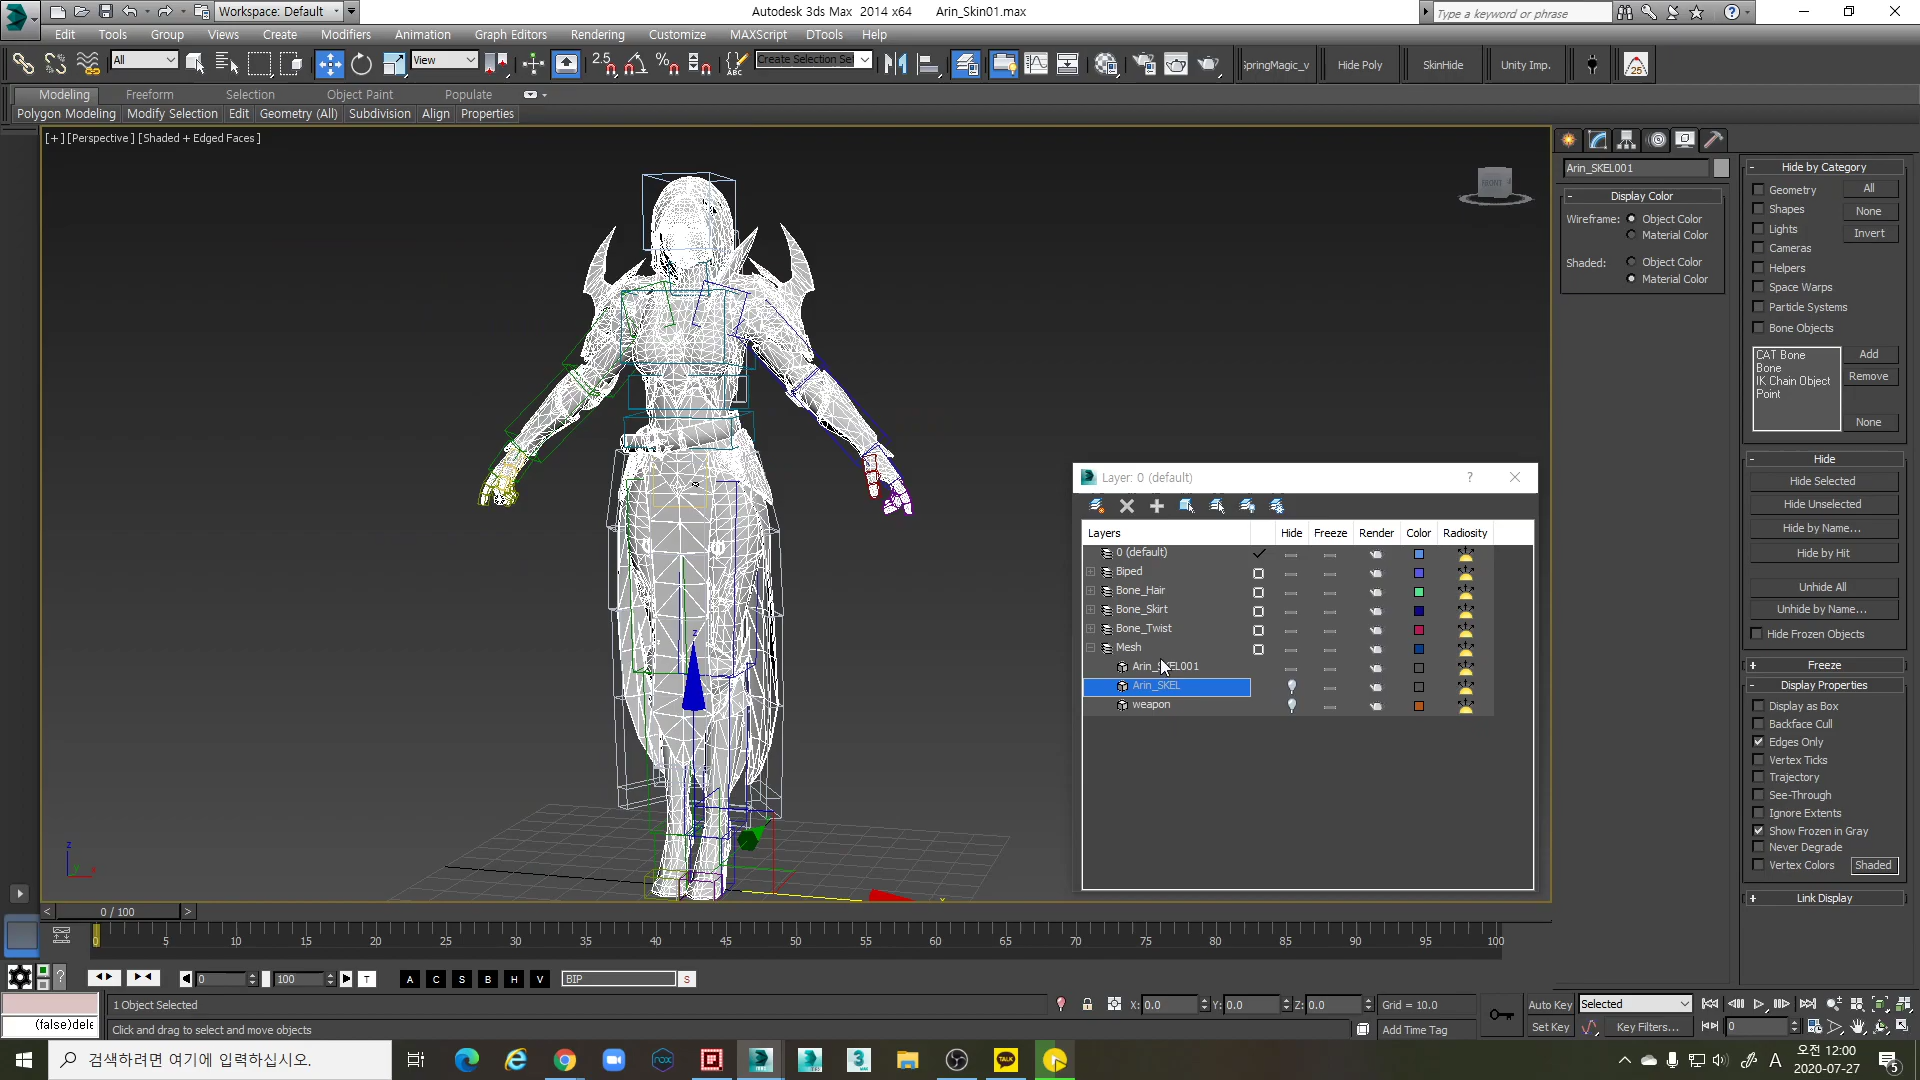 Workspace: Default
Autodesk 3ds Max 2014 x64 Arin_Skin01.max
Type a keyword or phrase
Edit Tools Group Views Create Modifiers Animation Graph Editors Rendering Customize MAXScript DTools Help
All
View
2.5
Create Selection Se
SpringMagic_v
Hide Poly
SkinHide
Unity Imp.
25
Modeling Freeform Selection Object Paint Populate
Polygon Modeling Modify Selection Edit Geometry (All) Subdivision Align Properties
[+][Perspective][Shaded + Edged Faces]
FRONT
Arin_SKEL001
Display Color
Wireframe: Object Color
Material Color
Shaded: Object Color
Material Color
Hide by Category
Geometry All
Shapes None
Lights Invert
Cameras
Helpers
Space Warps
Particle Systems
Bone Objects
CAT Bone
Bone
IK Chain Object
Point
Add
Remove
None
Hide
Hide Selected
Hide Unselected
Hide by Name...
Hide by Hit
Unhide All
Unhide by Name...
Hide Frozen Objects
Freeze
Display Properties
Display as Box
Backface Cull
Edges Only
Vertex Ticks
Trajectory
See-Through
Ignore Extents
Show Frozen in Gray
Never Degrade
Vertex Colors Shaded
Link Display
Layer: 0 (default)
Layers Hide Freeze Render Color Radiosity
0 (default)
Biped
Bone_Hair
Bone_Skirt
Bone_Twist
Mesh
Arin_SKEL001
Arin_SKEL
weapon
z
z
x
0 / 100
0 5 10 15 20 25 30 35 40 45 50 55 60 65 70 75 80 85 90 95 100
0 100 T A C S B H V BIP S
1 Object Selected X: 0.0 Y: 0.0 Z: 0.0 Grid = 10.0 Auto Key Selected
(false)dele Click and drag to select and move objects Add Time Tag Set Key Key Filters... 0
검색하려면 여기에 입력하십시오.
TALK
A
오전 12:00
2020-07-27
5